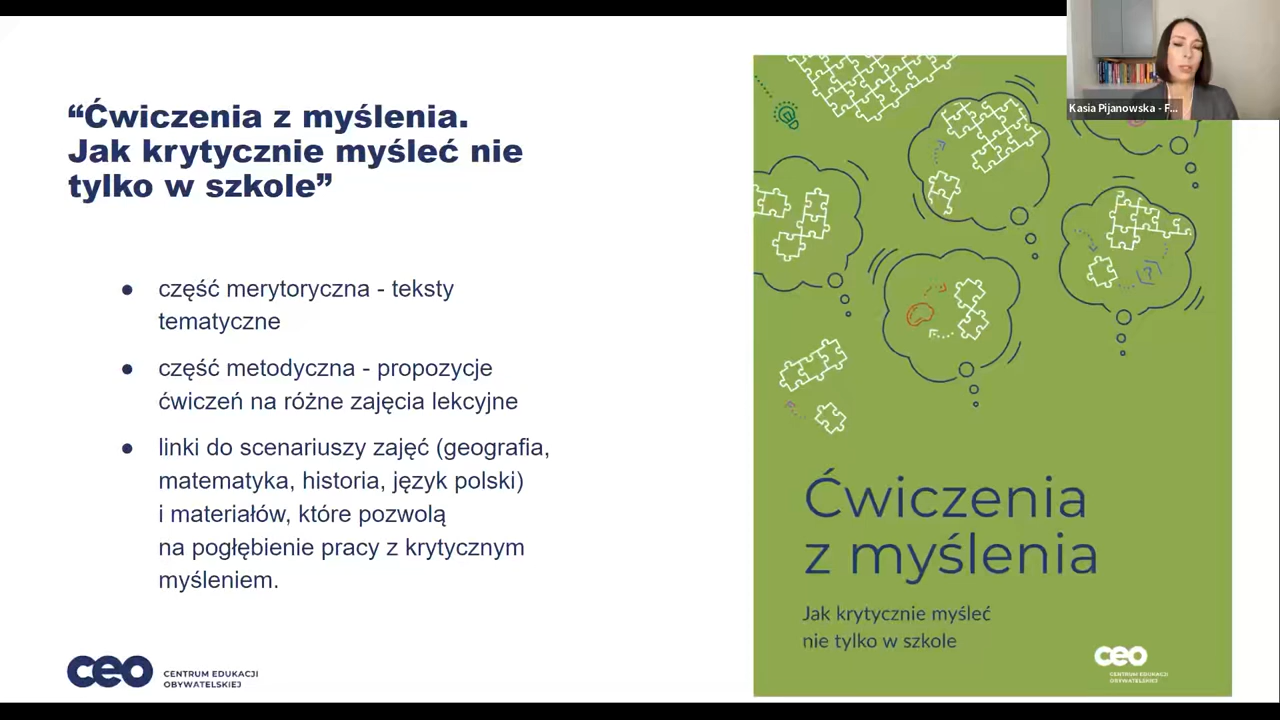 “Ćwiczenia z myślenia.
Jak krytycznie myśleć nie
tylko w szkole”
● część merytoryczna - teksty
tematyczne
● część metodyczna - propozycje
ćwiczeń na różne zajęcia lekcyjne
● linki do scenariuszy zajęć (geografia,
matematyka, historia, język polski)
i materiałów, które pozwolą
na pogłębienie pracy z krytycznym
myśleniem.
ceo
CENTRUM EDUKACJI
OBYWATELSKIEJ
Kasia Pijanowska - F...
?
Ćwiczenia
z myślenia
Jak krytycznie myśleć
nie tylko w szkole
ceo
CENTRUM EDUKACJI
OBYWATELSKIEJ